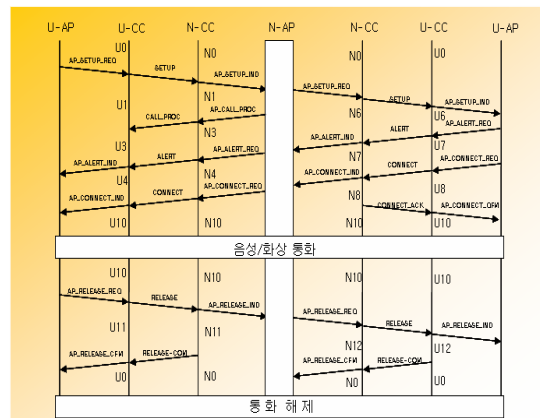 U-AP U-CC N-CC N-AP N-CC U-CC U-AP
U0 N0 N0 U0
AP_SETUP_REQ SETUP AP_SETUP_IND AP_SETUP_REQ SETUP AP_SETUP_IND
U1 N1 N6 U6
CALL_PROC AP_CALL_PROC AP_ALERT_IND ALERT AP_ALERT_REQ
U3 N3 N7 U7
AP_ALERT_IND ALERT AP_ALERT_REQ AP_CONNECT_IND CONNECT AP_CONNECT_REQ
U4 N4 N8 U8
AP_CONNECT_IND CONNECT AP_CONNECT_REQ CONNECT_ACK AP_CONNECT_CFM
U10 N10 N10 U10
음성/화상 통화
U10 N10 N10 U10
AP_RELEASE_REQ RELEASE AP_RELEASE_IND AP_RELEASE_REQ RELEASE AP_RELEASE_IND
U11 N11 N12 U12
AP_RELEASE_CFM RELEASE-COM AP_RELEASE_CFM RELEASE-COM
U0 N0 N0 U0
통화 해제